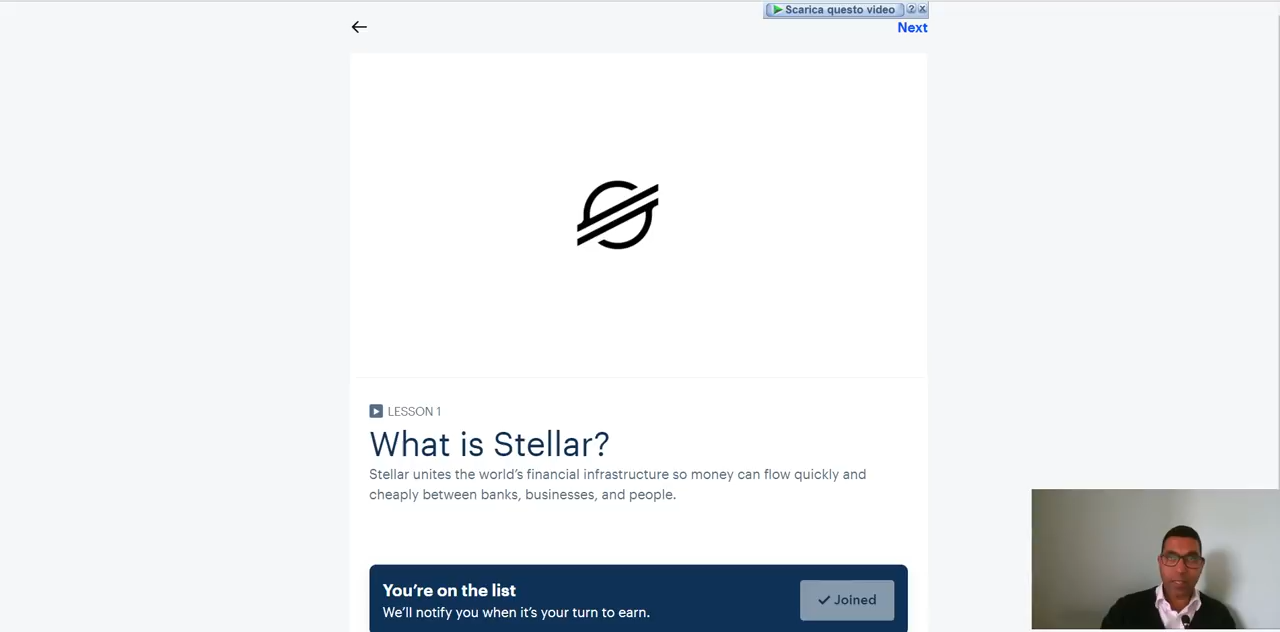 Scarica questo video
Next
LESSON 1
What is Stellar?
Stellar unites the world’s financial infrastructure so money can flow quickly and
cheaply between banks, businesses, and people.
You’re on the list
We’ll notify you when it’s your turn to earn.
Joined